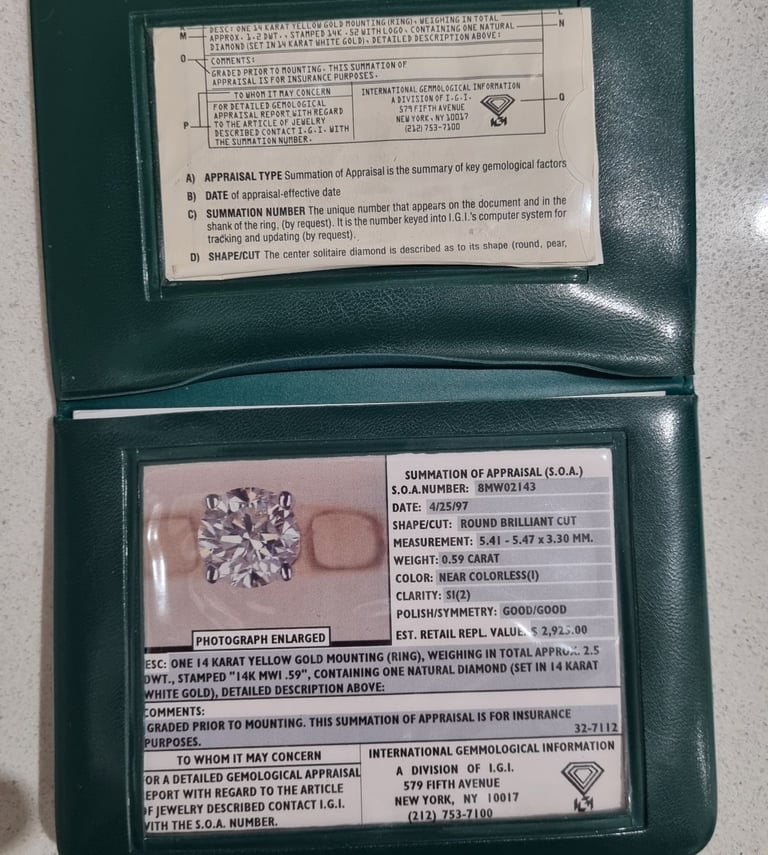 DESC: ONE 14 KARAT YELLOW GOLD MOUNTING (RING), WEIGHING IN TOTAL
M
APPROX. 1.2 DWT., STAMPED 14K .52 WITH LOGO, CONTAINING ONE NATURAL
N
DIAMOND (SET IN 14 KARAT WHITE GOLD), DETAILED DESCRIPTION ABOVE:
O
COMMENTS:
GRADED PRIOR TO MOUNTING. THIS SUMMATION OF
APPRAISAL IS FOR INSURANCE PURPOSES.
TO WHOM IT MAY CONCERN
FOR DETAILED GEMOLOGICAL
APPRAISAL REPORT WITH REGARD
TO THE ARTICLE OF JEWELRY
DESCRIBED CONTACT I.G.I. WITH
THE SUMMATION NUMBER.
P
INTERNATIONAL GEMMOLOGICAL INFORMATION
A DIVISION OF I.G.I.
579 FIFTH AVENUE
NEW YORK, NY 10017
(212) 753-7100
Q
A) APPRAISAL TYPE Summation of Appraisal is the summary of key gemological factors
B) DATE of appraisal-effective date
C) SUMMATION NUMBER The unique number that appears on the document and in the
shank of the ring, (by request). It is the number keyed into I.G.I.'s computer system for
tracking and updating (by request).
D) SHAPE/CUT The center solitaire diamond is described as to its shape (round, pear,
PHOTOGRAPH ENLARGED
SUMMATION OF APPRAISAL (S.O.A.)
S.O.A.NUMBER: 8MW02143
DATE: 4/25/97
SHAPE/CUT: ROUND BRILLIANT CUT
MEASUREMENT: 5.41 - 5.47 x 3.30 MM.
WEIGHT: 0.59 CARAT
COLOR: NEAR COLORLESS(I)
CLARITY: SI(2)
POLISH/SYMMETRY: GOOD/GOOD
EST. RETAIL REPL. VALUE: $ 2,925.00
ESC: ONE 14 KARAT YELLOW GOLD MOUNTING (RING), WEIGHING IN TOTAL APPROX. 2.5
DWT., STAMPED "14K MWI .59", CONTAINING ONE NATURAL DIAMOND (SET IN 14 KARAT
WHITE GOLD), DETAILED DESCRIPTION ABOVE:
COMMENTS:
GRADED PRIOR TO MOUNTING. THIS SUMMATION OF APPRAISAL IS FOR INSURANCE
PURPOSES.
32-7112
TO WHOM IT MAY CONCERN
OR A DETAILED GEMOLOGICAL APPRAISAL
EPORT WITH REGARD TO THE ARTICLE
OF JEWELRY DESCRIBED CONTACT I.G.I.
WITH THE S.O.A. NUMBER.
INTERNATIONAL GEMMOLOGICAL INFORMATION
A DIVISION OF I.G.I.
579 FIFTH AVENUE
NEW YORK, NY 10017
(212) 753-7100